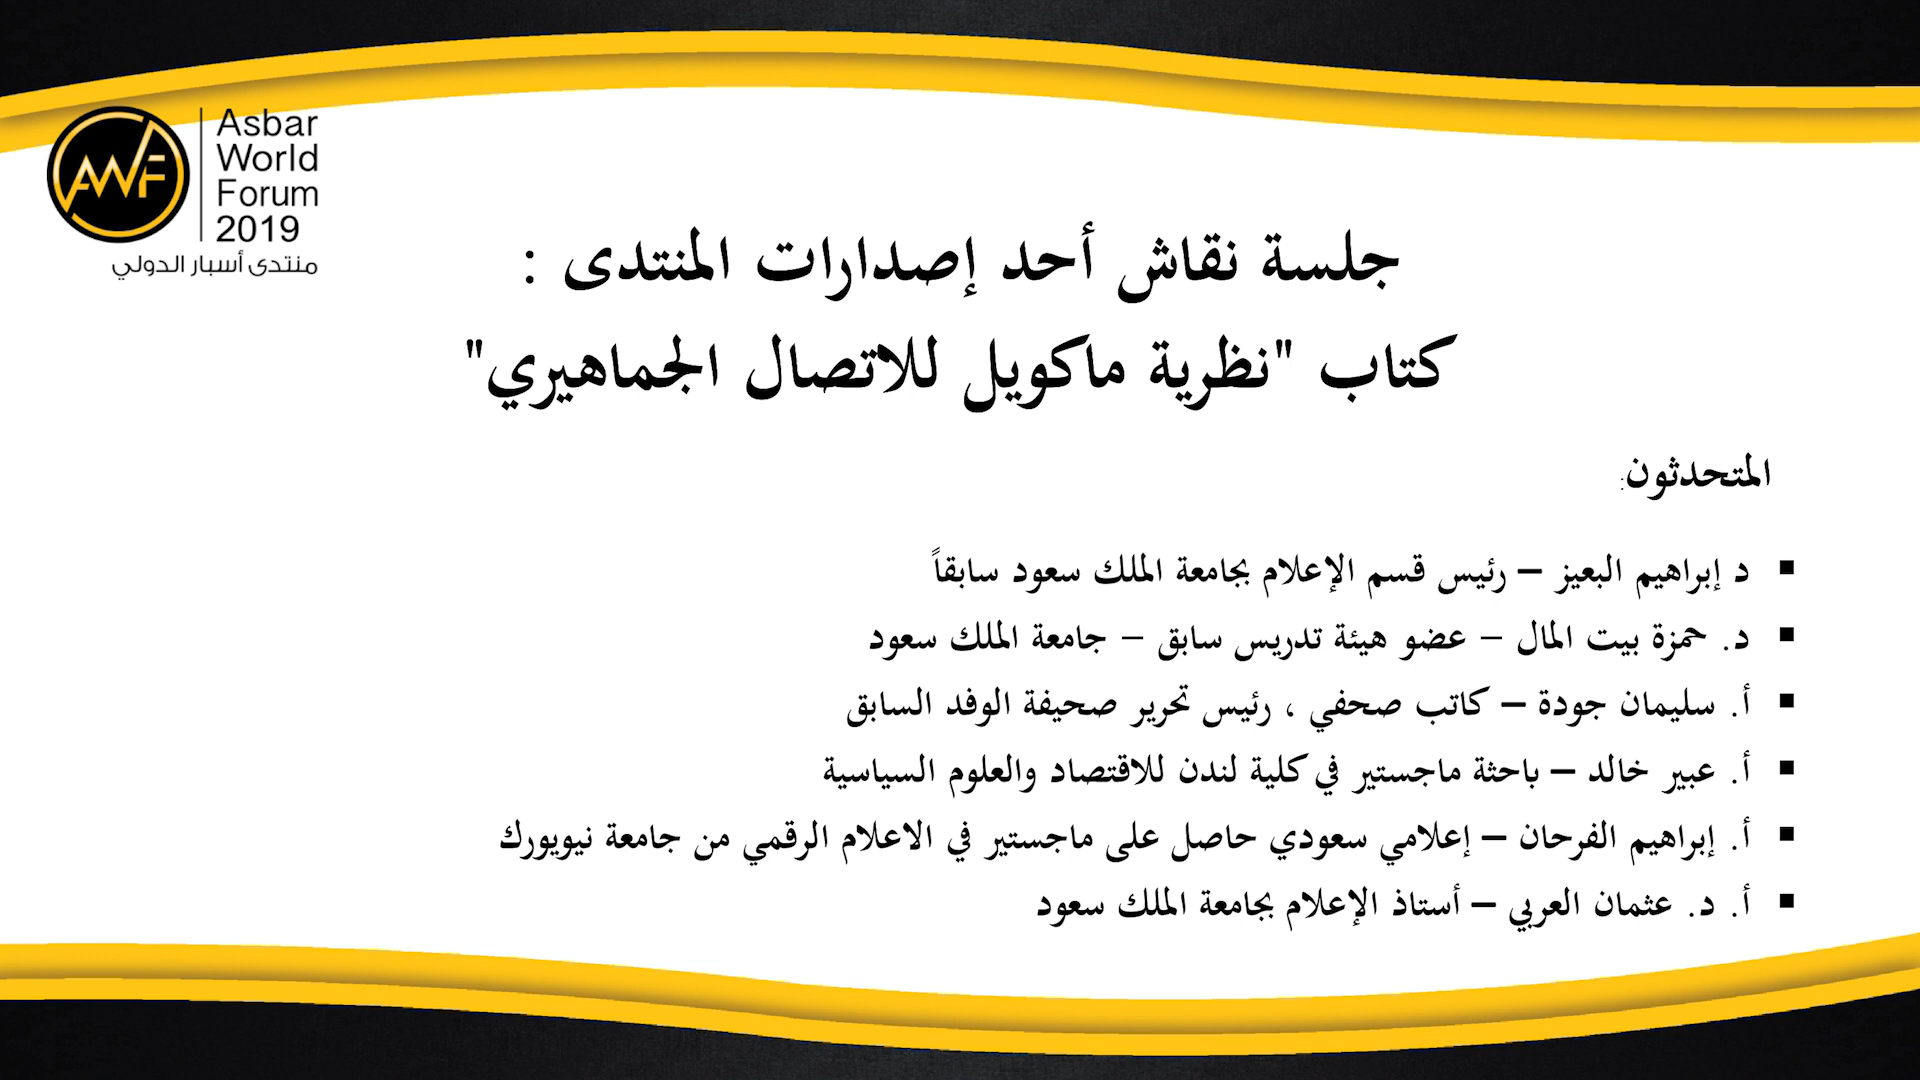 AWF
Asbar
World
Forum
2019
منتدى أسبار الدولي
جلسة نقاش أحد إصدارات المنتدى :
كتاب "نظرية ماكويل للاتصال الجماهيري"
المتحدثون:
▪ د إبراهيم البعيز – رئيس قسم الإعلام بجامعة الملك سعود سابقاً
▪ د. حمزة بيت المال – عضو هيئة تدريس سابق – جامعة الملك سعود
▪ أ. سليمان جودة – كاتب صحفي ، رئيس تحرير صحيفة الوفد السابق
▪ أ. عبير خالد – باحثة ماجستير في كلية لندن للاقتصاد والعلوم السياسية
▪ أ. إبراهيم الفرحان – إعلامي سعودي حاصل على ماجستير في الاعلام الرقمي من جامعة نيويورك
▪ أ. د. عثمان العربي – أستاذ الإعلام بجامعة الملك سعود